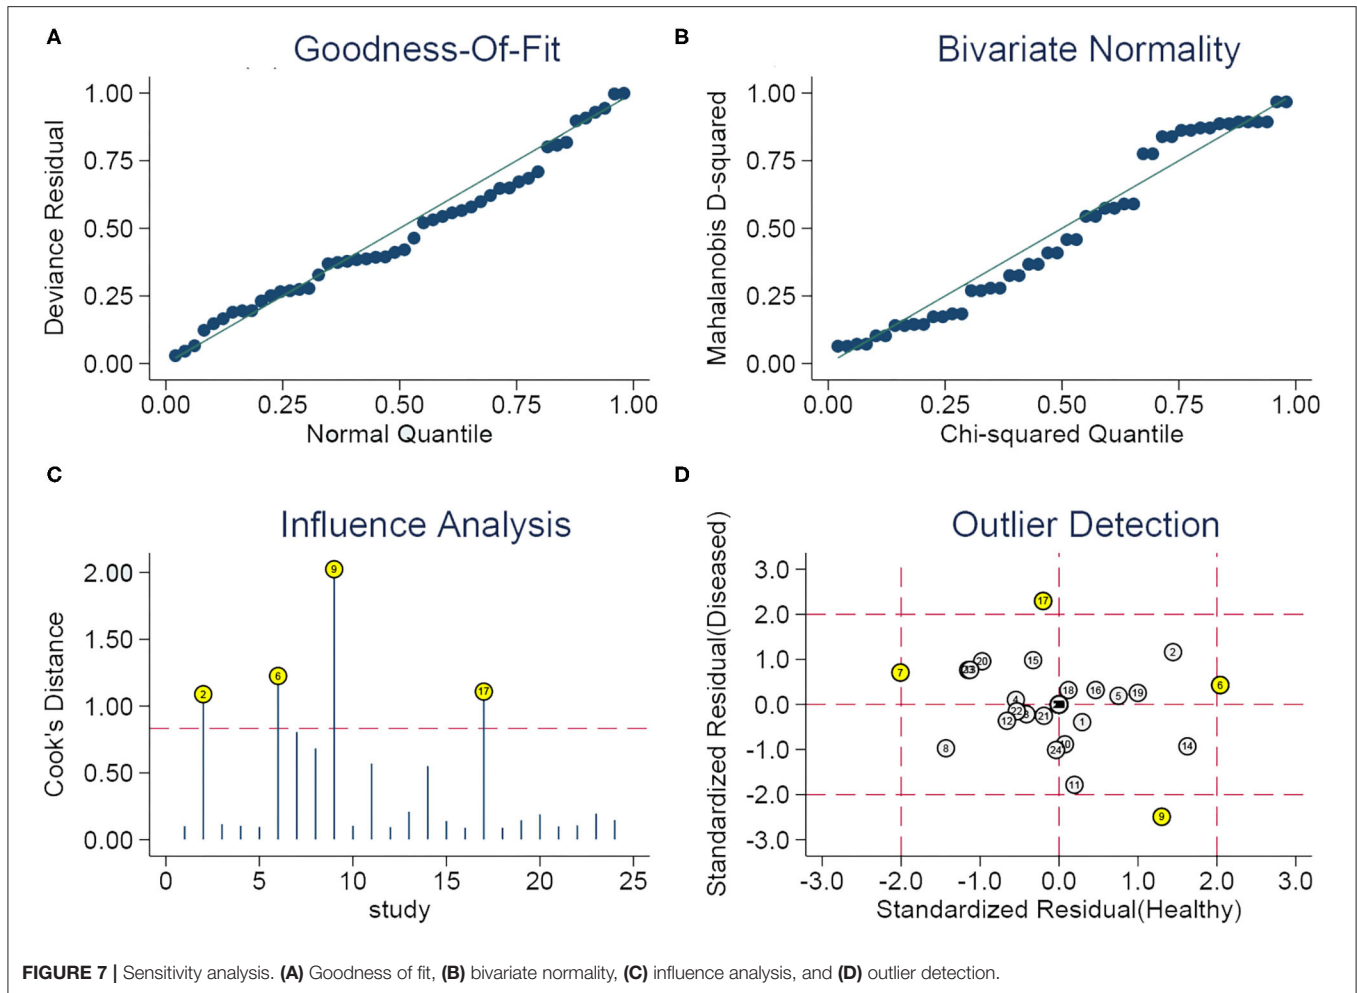 A
Goodness-Of-Fit
Deviance Residual
1.00
0.75
0.50
0.25
0.00
0.00 0.25 0.50 0.75 1.00
Normal Quantile
B
Bivariate Normality
Mahalanobis D-squared
1.00
0.75
0.50
0.25
0.00
0.00 0.25 0.50 0.75 1.00
Chi-squared Quantile
C
Influence Analysis
Cook's Distance
2.00
1.50
1.00
0.50
0.00
9
6
2
17
0 5 10 15 20 25
study
D
Outlier Detection
Standardized Residual(Diseased)
3.0
2.0
1.0
0.0
-1.0
-2.0
-3.0
17
2
20
15
7
6
18
16
5
19
4
22
3
12
21
1
8
24
10
14
11
9
-3.0 -2.0 -1.0 0.0 1.0 2.0 3.0
Standardized Residual(Healthy)
FIGURE 7 | Sensitivity analysis. (A) Goodness of fit, (B) bivariate normality, (C) influence analysis, and (D) outlier detection.